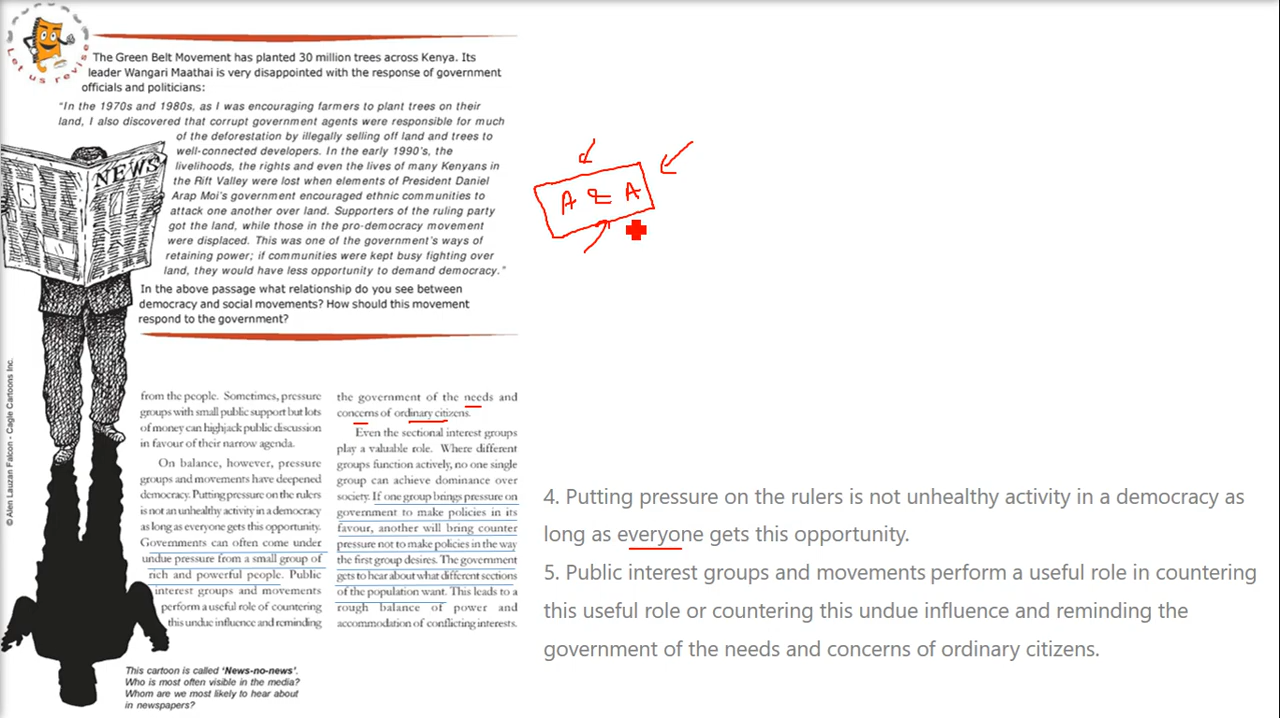 Let us revise
The Green Belt Movement has planted 30 million trees across Kenya. Its
leader Wangari Maathai is very disappointed with the response of government
officials and politicians:
“In the 1970s and 1980s, as I was encouraging farmers to plant trees on their
land, I also discovered that corrupt government agents were responsible for much
of the deforestation by illegally selling off land and trees to
well-connected developers. In the early 1990’s, the
livelihoods, the rights and even the lives of many Kenyans in
the Rift Valley were lost when elements of President Daniel
Arap Moi’s government encouraged ethnic communities to
attack one another over land. Supporters of the ruling party
got the land, while those in the pro-democracy movement
were displaced. This was one of the government’s ways of
retaining power; if communities were kept busy fighting over
land, they would have less opportunity to demand democracy.”
In the above passage what relationship do you see between
democracy and social movements? How should this movement
respond to the government?
NEWS
© Alen Lauzan Falcon - Cagle Cartoons Inc.
from the people. Sometimes, pressure
groups with small public support but lots
of money can highjack public discussion
in favour of their narrow agenda.
On balance, however, pressure
groups and movements have deepened
democracy. Putting pressure on the rulers
is not an unhealthy activity in a democracy
as long as everyone gets this opportunity.
Governments can often come under
undue pressure from a small group of
rich and powerful people. Public
interest groups and movements
perform a useful role of countering
this undue influence and reminding
the government of the needs and
concerns of ordinary citizens.
Even the sectional interest groups
play a valuable role. Where different
groups function actively, no one single
group can achieve dominance over
society. If one group brings pressure on
government to make policies in its
favour, another will bring counter
pressure not to make policies in the way
the first group desires. The government
gets to hear about what different sections
of the population want. This leads to a
rough balance of power and
accommodation of conflicting interests.
This cartoon is called ‘News-no-news’.
Who is most often visible in the media?
Whom are we most likely to hear about
in newspapers?
A & A
4. Putting pressure on the rulers is not unhealthy activity in a democracy as
long as everyone gets this opportunity.
5. Public interest groups and movements perform a useful role in countering
this useful role or countering this undue influence and reminding the
government of the needs and concerns of ordinary citizens.